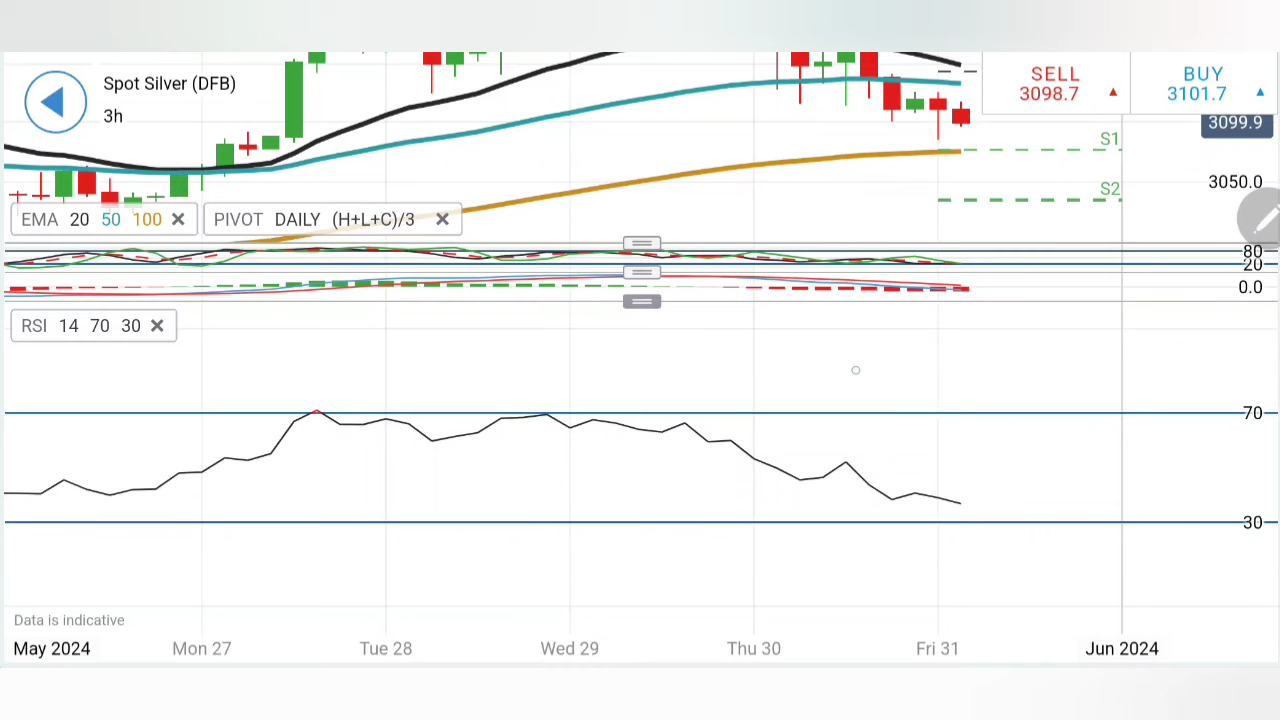 Spot Silver (DFB)
3h
SELL
3098.7
BUY
3101.7
3099.9
S1
3050.0
S2
EMA 20 50 100
PIVOT DAILY (H+L+C)/3
80
20
0.0
RSI 14 70 30
70
30
Data is indicative
May 2024 Mon 27 Tue 28 Wed 29 Thu 30 Fri 31 Jun 2024